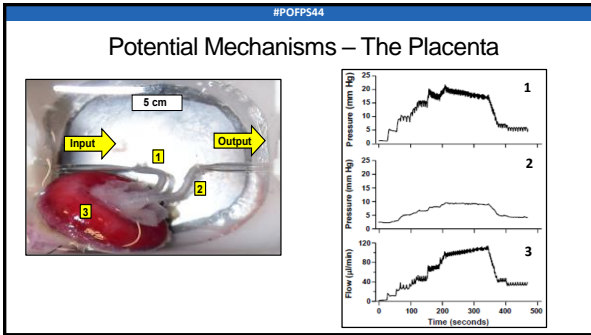 #POFPS44
Potential Mechanisms – The Placenta
5 cm
Input
Output
1
2
3
Pressure (mm Hg)
25
20
15
10
5
0
1
Pressure (mm Hg)
25
20
15
10
5
0
2
Flow (µl/min)
120
80
40
0
3
0 100 200 300 400 500
Time (seconds)